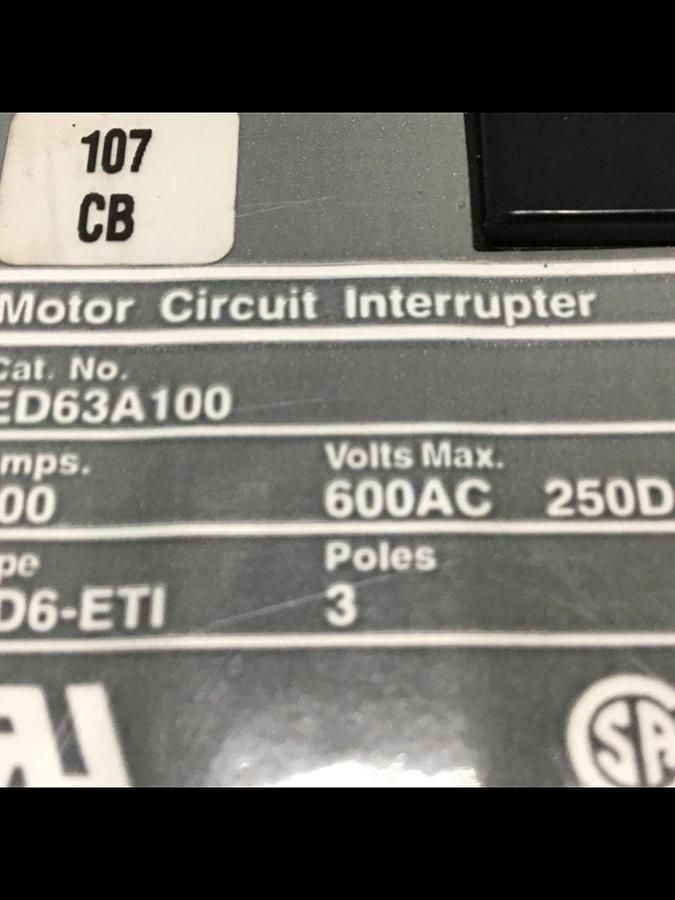 107
CB
Motor Circuit Interrupter
Cat. No.
ED63A100
mps.
Volts Max.
00
600AC 250D
pe
Poles
D6-ETI
3
SA